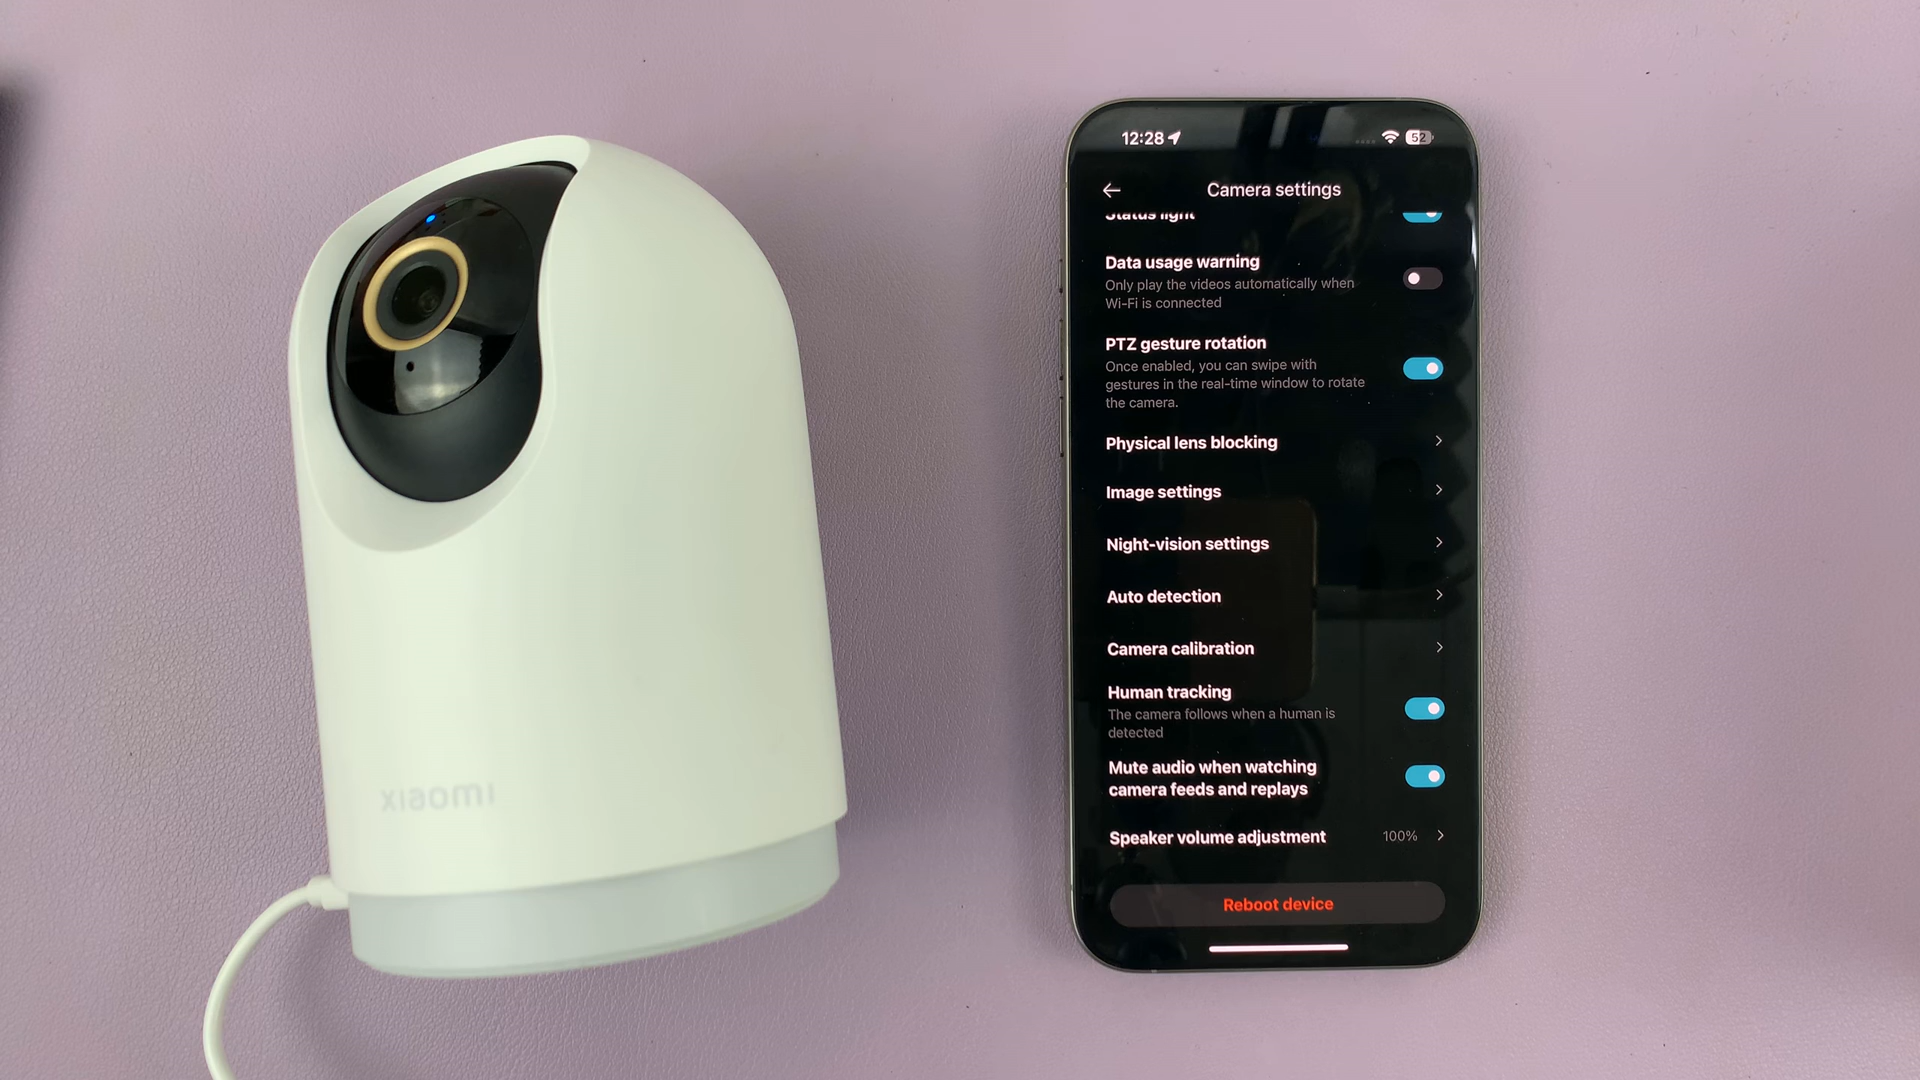 xiaomi
12:28
52
Camera settings
Status light
Data usage warning
Only play the videos automatically when
Wi-Fi is connected
PTZ gesture rotation
Once enabled, you can swipe with
gestures in the real-time window to rotate
the camera.
Physical lens blocking
Image settings
Night-vision settings
Auto detection
Camera calibration
Human tracking
The camera follows when a human is
detected
Mute audio when watching
camera feeds and replays
Speaker volume adjustment 100%
Reboot device